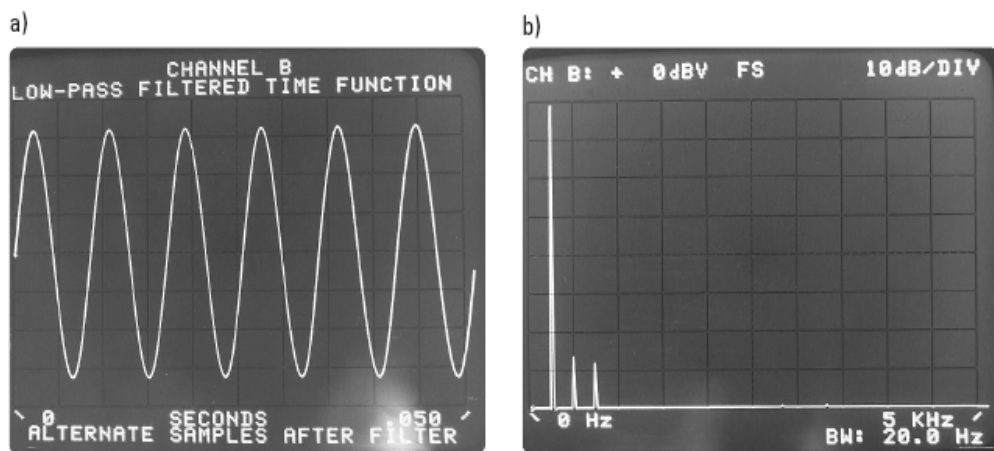 a)
CHANNEL B
LOW-PASS FILTERED TIME FUNCTION
0 SECONDS .050
ALTERNATE SAMPLES AFTER FILTER
b)
CH B: + 0dBV FS 10dB/DIV
0 Hz 5 KHz
BW: 20.0 Hz